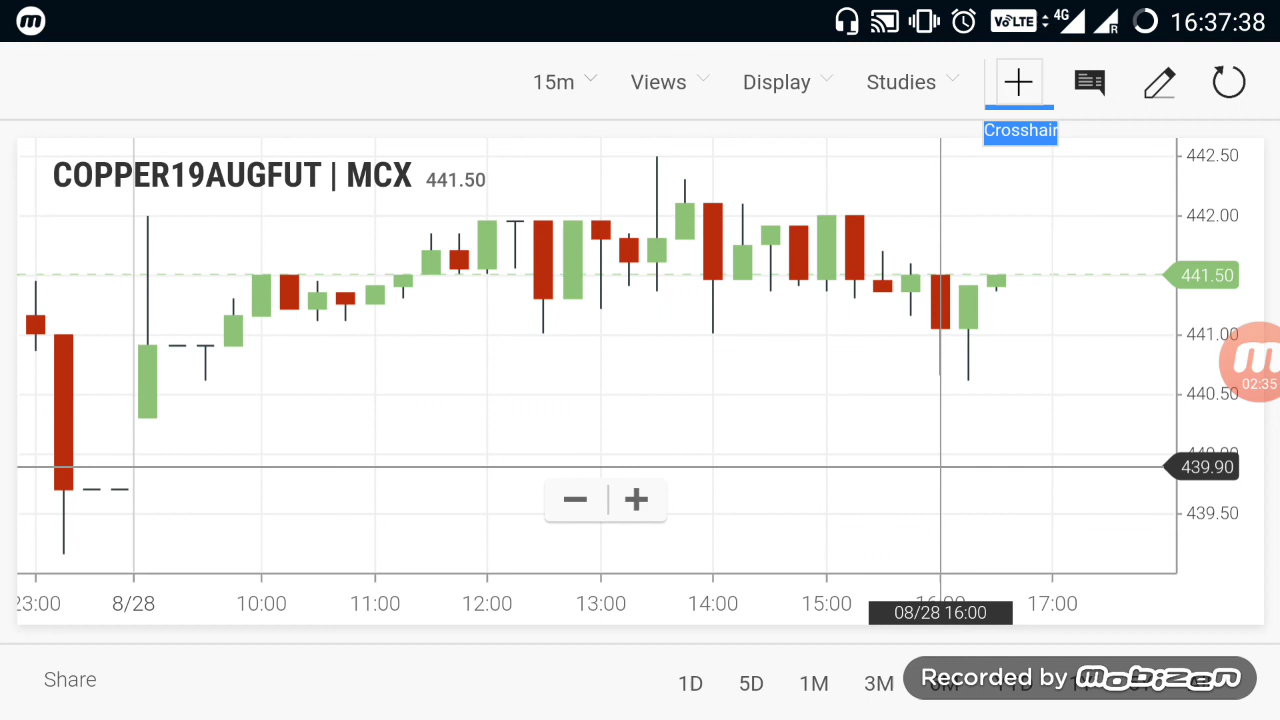 m VoLTE 4G R 16:37:38
15m Views Display Studies
Crosshair
COPPER19AUGFUT | MCX 441.50
442.50
442.00
441.50
441.00
m
02:35
440.50
439.90
439.50
23:00 8/28 10:00 11:00 12:00 13:00 14:00 15:00 17:00
08/28 16:00
Share 1D 5D 1M 3M
Recorded by mobizen